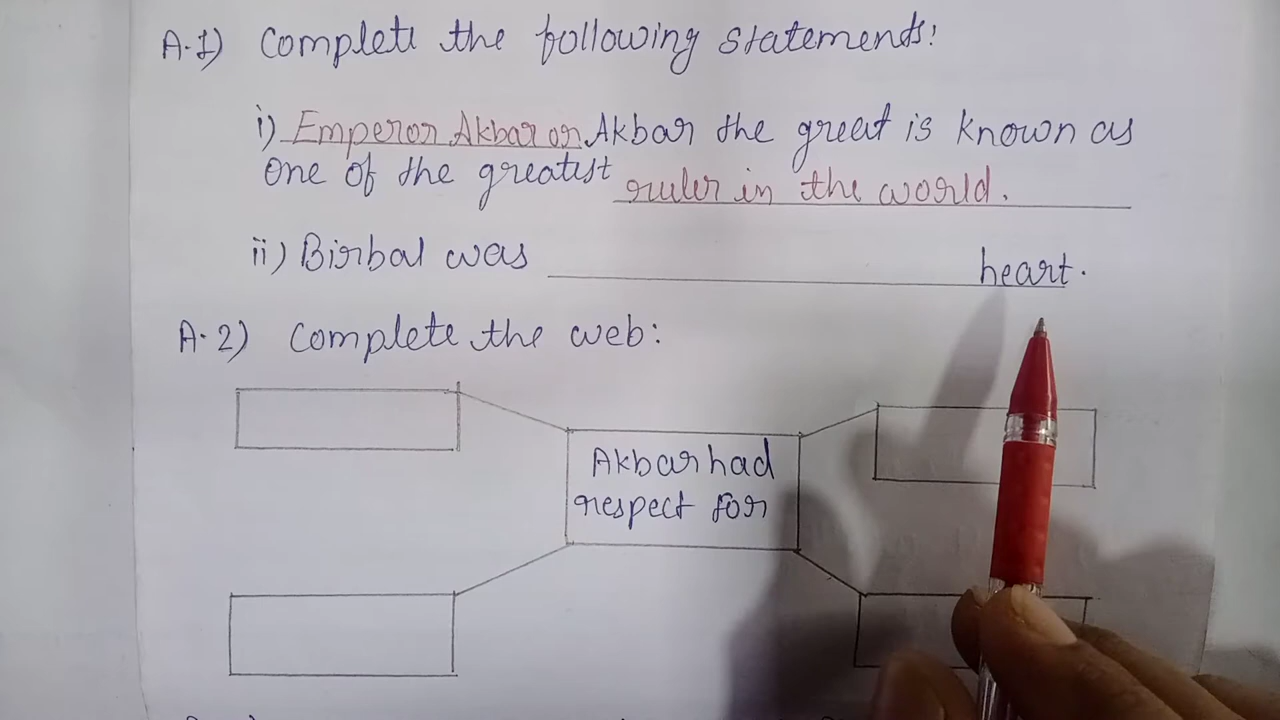 A.1) Complete the following statements:
i) Emperor Akbar or Akbar the great is known as
one of the greatest ruler in the world.
ii) Birbal was ____________ heart.
A.2) Complete the web:
Akbar had
respect for